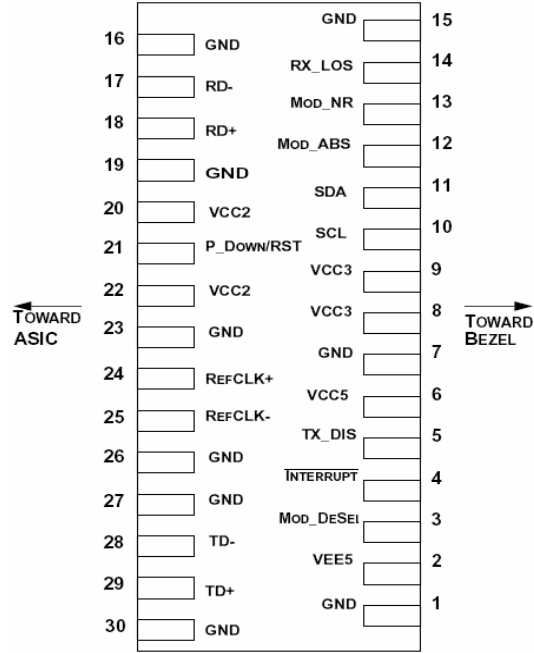 GND 15
16 GND
RX_LOS 14
17 RD-
MOD_NR 13
18 RD+
MOD_ABS 12
19 GND
SDA 11
20 VCC2
SCL 10
21 P_DOWN/RST
VCC3 9
22 VCC2
VCC3 8
TOWARD ASIC
TOWARD BEZEL
23 GND
GND 7
24 REFCLK+
VCC5 6
25 REFCLK-
TX_DIS 5
26 GND
INTERRUPT 4
27 GND
MOD_DESEL 3
28 TD-
VEE5 2
29 TD+
GND 1
30 GND